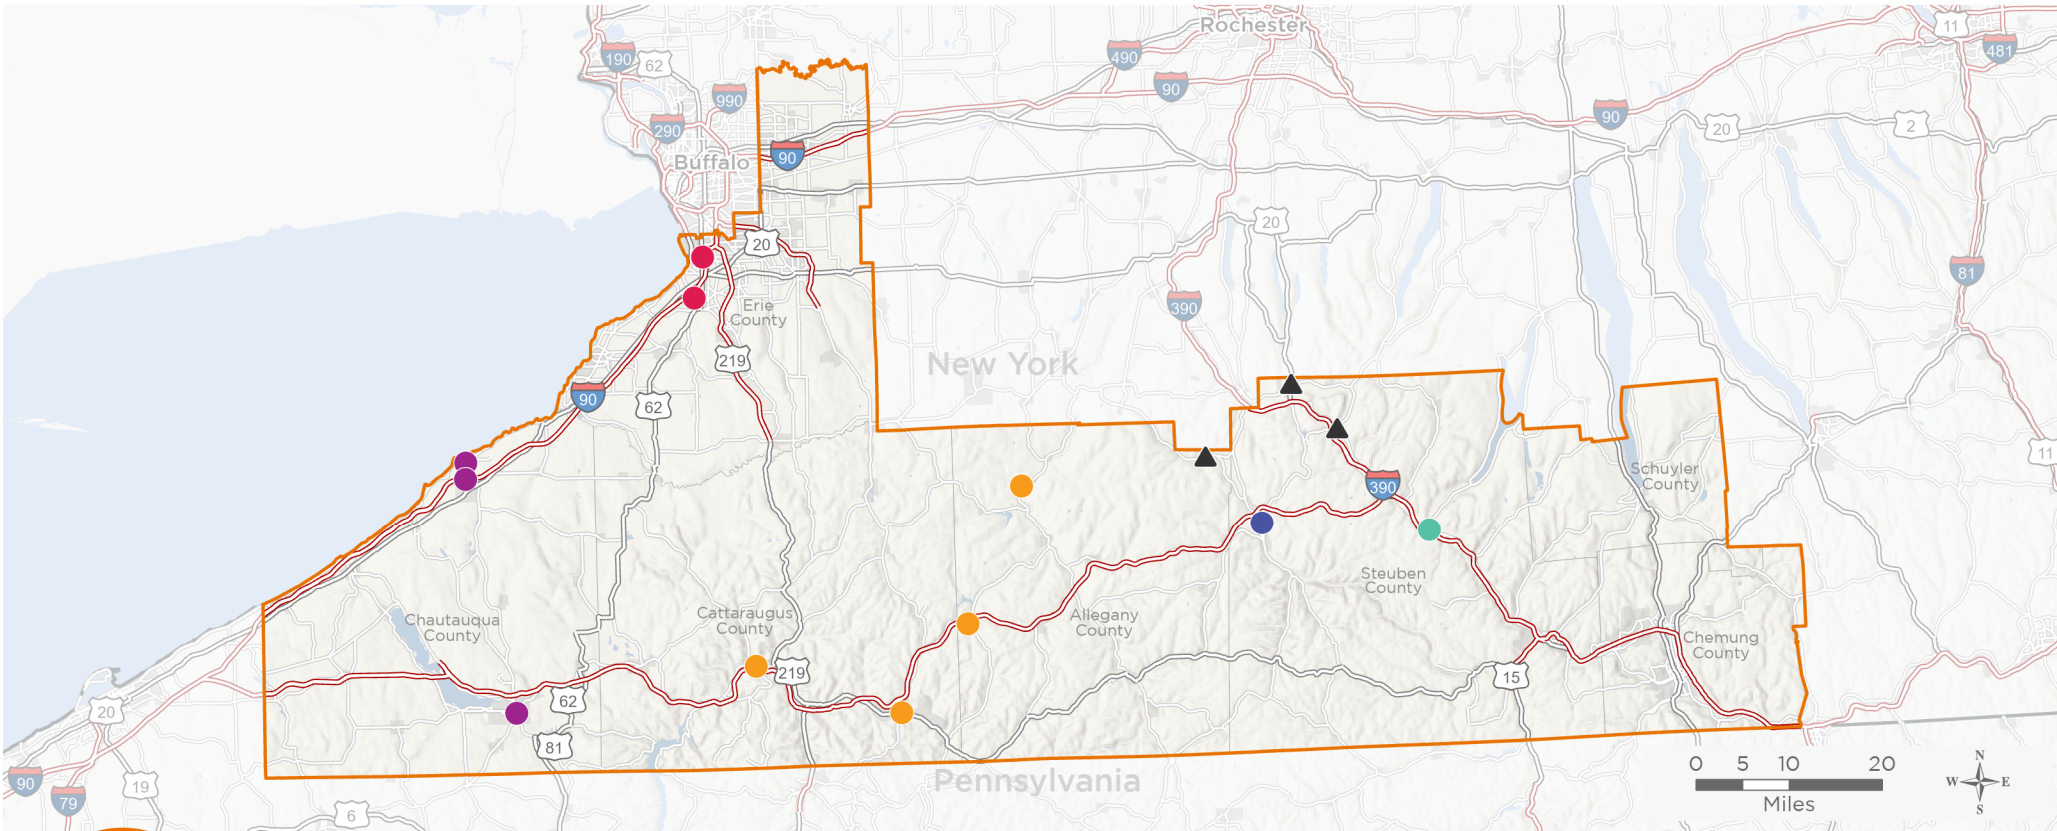 Rochester
11
190
62
490
481
90
990
90
290
20
2
Buffalo
90
20
20
81
390
Erie
County
219
New York
90
62
11
Schuyler
County
390
Steuben
County
Chautauqua
County
Cattaraugus
County
Allegany
County
Chemung
County
219
15
62
20
81
90
79
19
6
Pennsylvania
0 5 10 20
Miles
N
W E
S